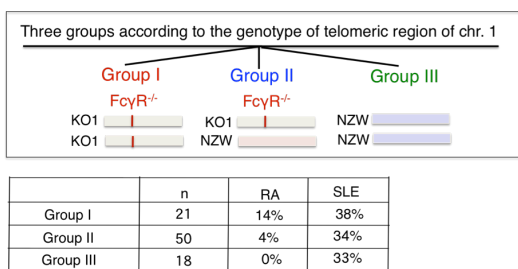 Three groups according to the genotype of telomeric region of chr. 1
Group I Group II Group III
FcγR-/- FcγR-/-
KO1 KO1 NZW
KO1 NZW NZW
n RA SLE
Group I 21 14% 38%
Group II 50 4% 34%
Group III 18 0% 33%